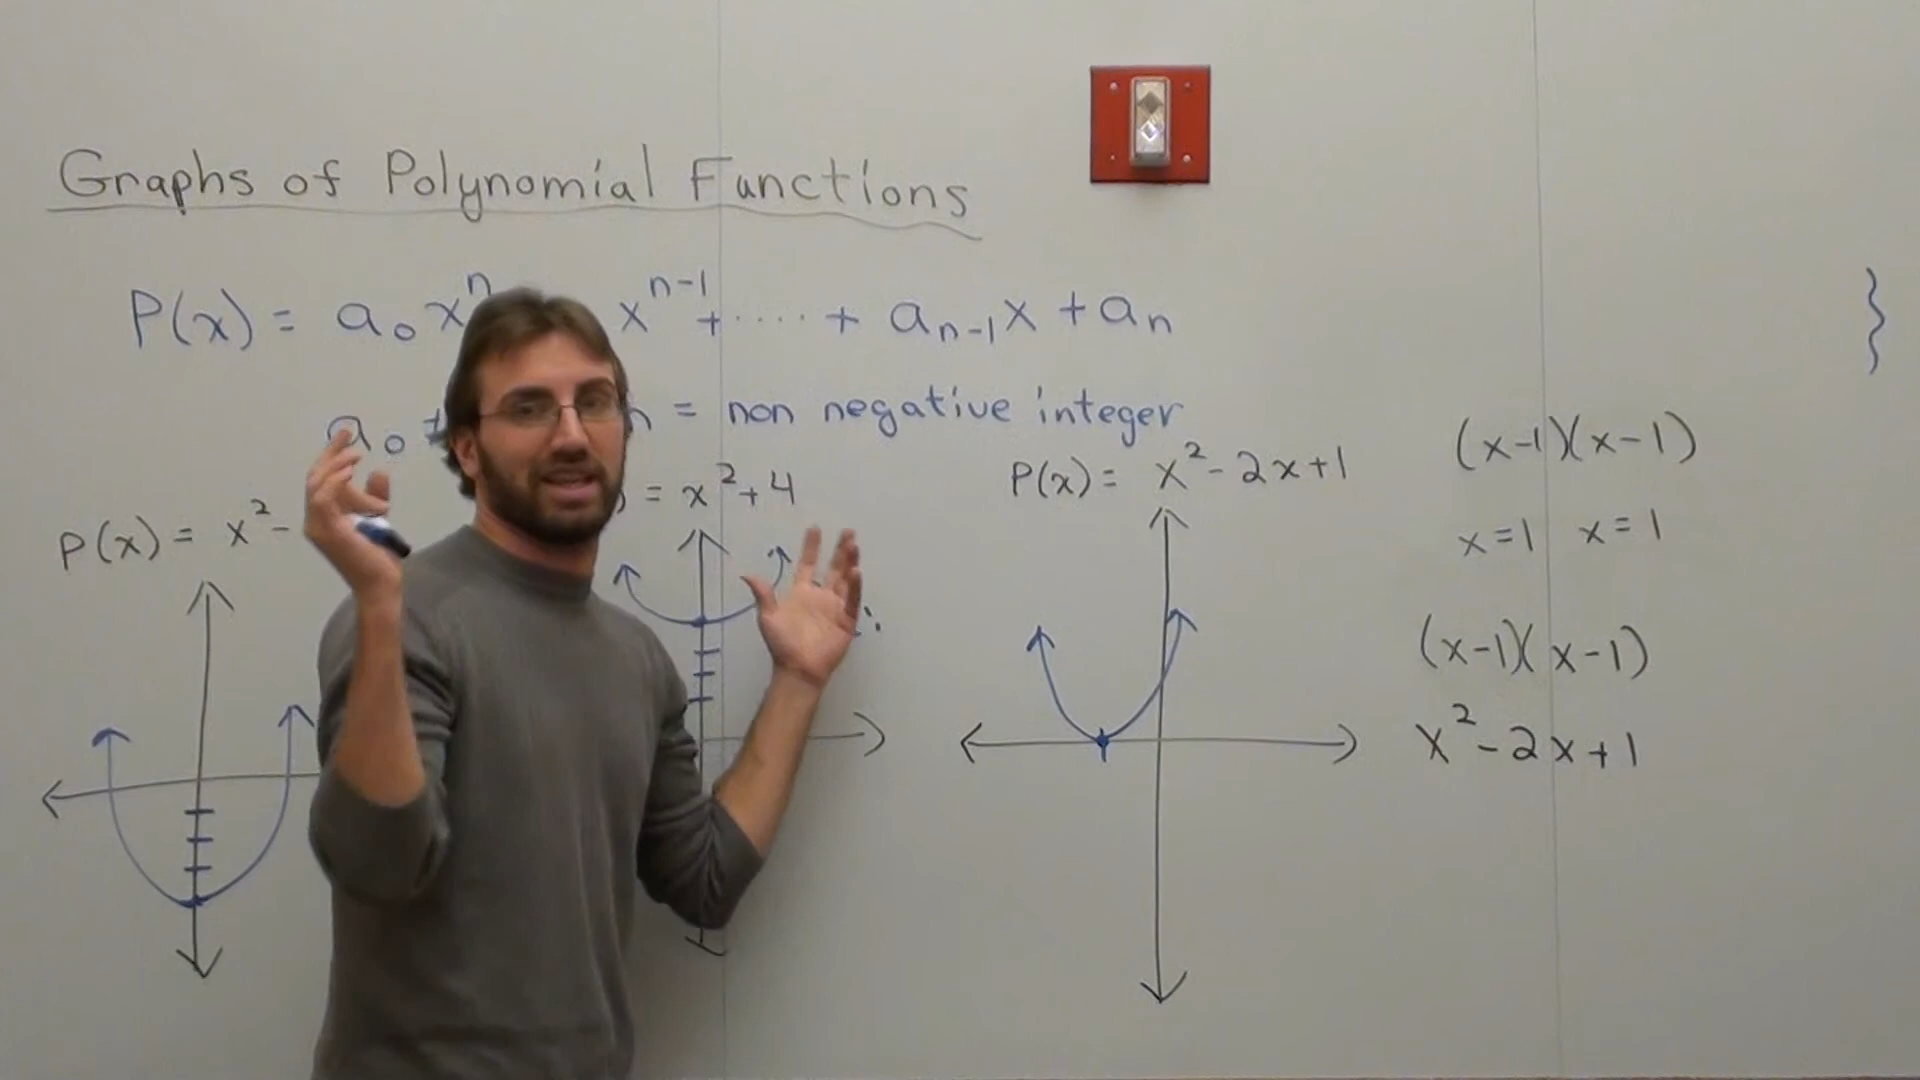 Graphs of Polynomial Functions
P(x) = a₀xⁿ xⁿ⁻¹ + ····· + aₙ₋₁x + aₙ
a₀ n = non negative integer
P(x) = x² -
) = x² + 4
P(x) = x² - 2x + 1
(x-1)(x-1)
x=1 x=1
(x-1)(x-1)
x² - 2x + 1
}